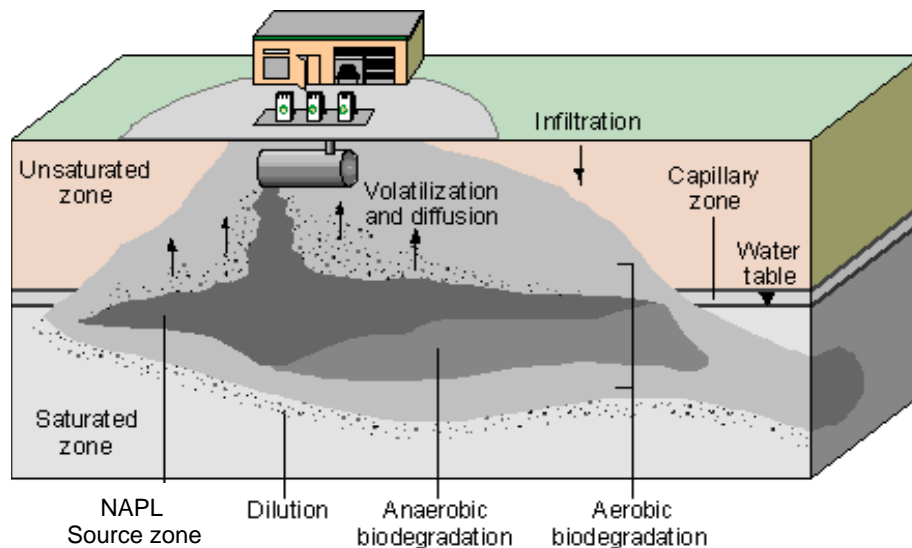 Infiltration
Unsaturated
zone
Volatilization
and diffusion
Capillary
zone
Water
table
Saturated
zone
NAPL
Source zone
Dilution
Anaerobic
biodegradation
Aerobic
biodegradation